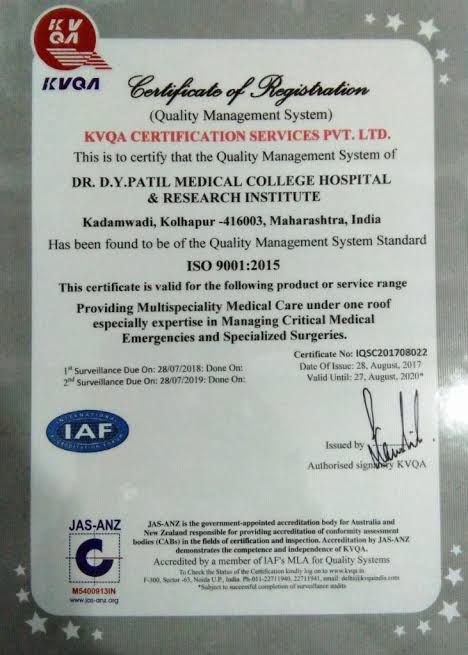 KV
QA
KVQA
Certificate of Registration
(Quality Management System)
KVQA CERTIFICATION SERVICES PVT. LTD.
This is to certify that the Quality Management System of
DR. D.Y.PATIL MEDICAL COLLEGE HOSPITAL
& RESEARCH INSTITUTE
Kadamwadi, Kolhapur -416003, Maharashtra, India
Has been found to be of the Quality Management System Standard
ISO 9001:2015
This certificate is valid for the following product or service range
Providing Multispeciality Medical Care under one roof
especially expertise in Managing Critical Medical
Emergencies and Specialized Surgeries.
Certificate No: IQSC201708022
1st Surveillance Due On: 28/07/2018: Done On:
Date Of Issue: 28, August, 2017
2nd Surveillance Due On: 28/07/2019: Done On:
Valid Until: 27, August, 2020*
INTERNATIONAL
IAF
ACCREDITATION FORUM
Issued by
Authorised signatory KVQA
JAS-ANZ
C
M5400913IN
www.jas-anz.org
JAS-ANZ is the government-appointed accreditation body for Australia and
New Zealand responsible for providing accreditation of conformity assessment
bodies (CABs) in the fields of certification and inspection. Accreditation by JAS-ANZ
demonstrates the competence and independence of KVQA.
Accredited by a member of IAF's MLA for Quality Systems
To Check the Status of the Certification kindly log on to www.kvqa.in
F-300, Sector -63, Noida U.P., India. Ph-011-22711940, 22711941, email: delhi@kvqaindia.com
*Subject to successful completion of surveillance audits